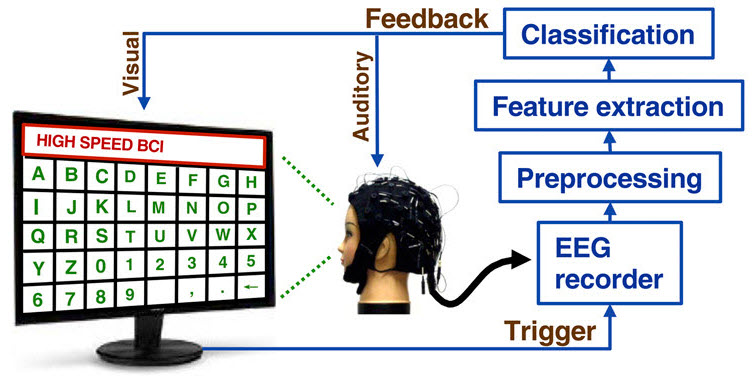 Feedback
Classification
Visual
Auditory
Feature extraction
HIGH SPEED BCI
A B C D E F G H
I J K L M N O P
Q R S T U V W X
Y Z 0 1 2 3 4 5
6 7 8 9 , . ←
Preprocessing
EEG
recorder
Trigger